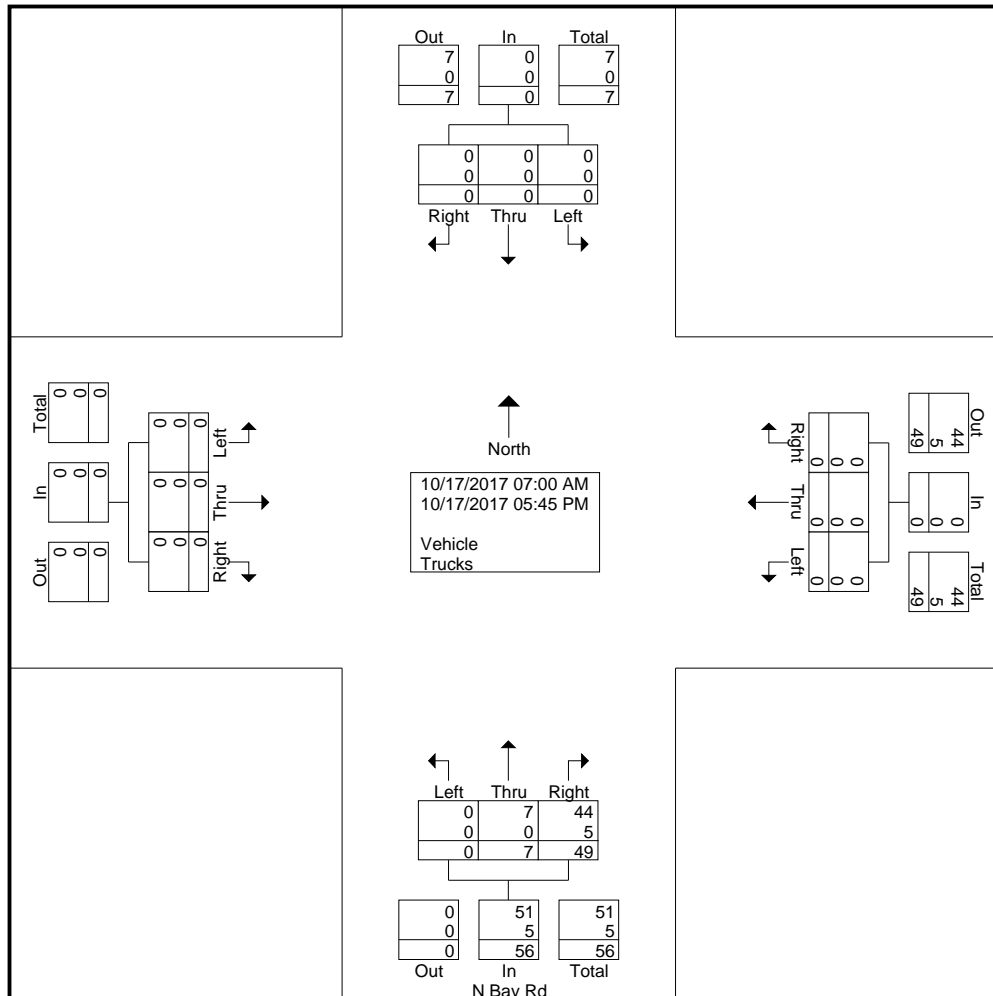 Out In Total
7 0 7
0 0 0
7 0 7
0 0 0
0 0 0
0 0 0
Right Thru Left
Total
0 0 0
In
0 0 0
Out
0 0 0
Left
0 0 0
Thru
0 0 0
Right
0 0 0
North
10/17/2017 07:00 AM
10/17/2017 05:45 PM
Vehicle
Trucks
Right
0 0 0
Thru
0 0 0
Left
0 0 0
Out
44 5 49
In
0 0 0
Total
44 5 49
Left Thru Right
0 7 44
0 0 5
0 7 49
0 51 51
0 5 5
0 56 56
Out In Total
N Bay Rd